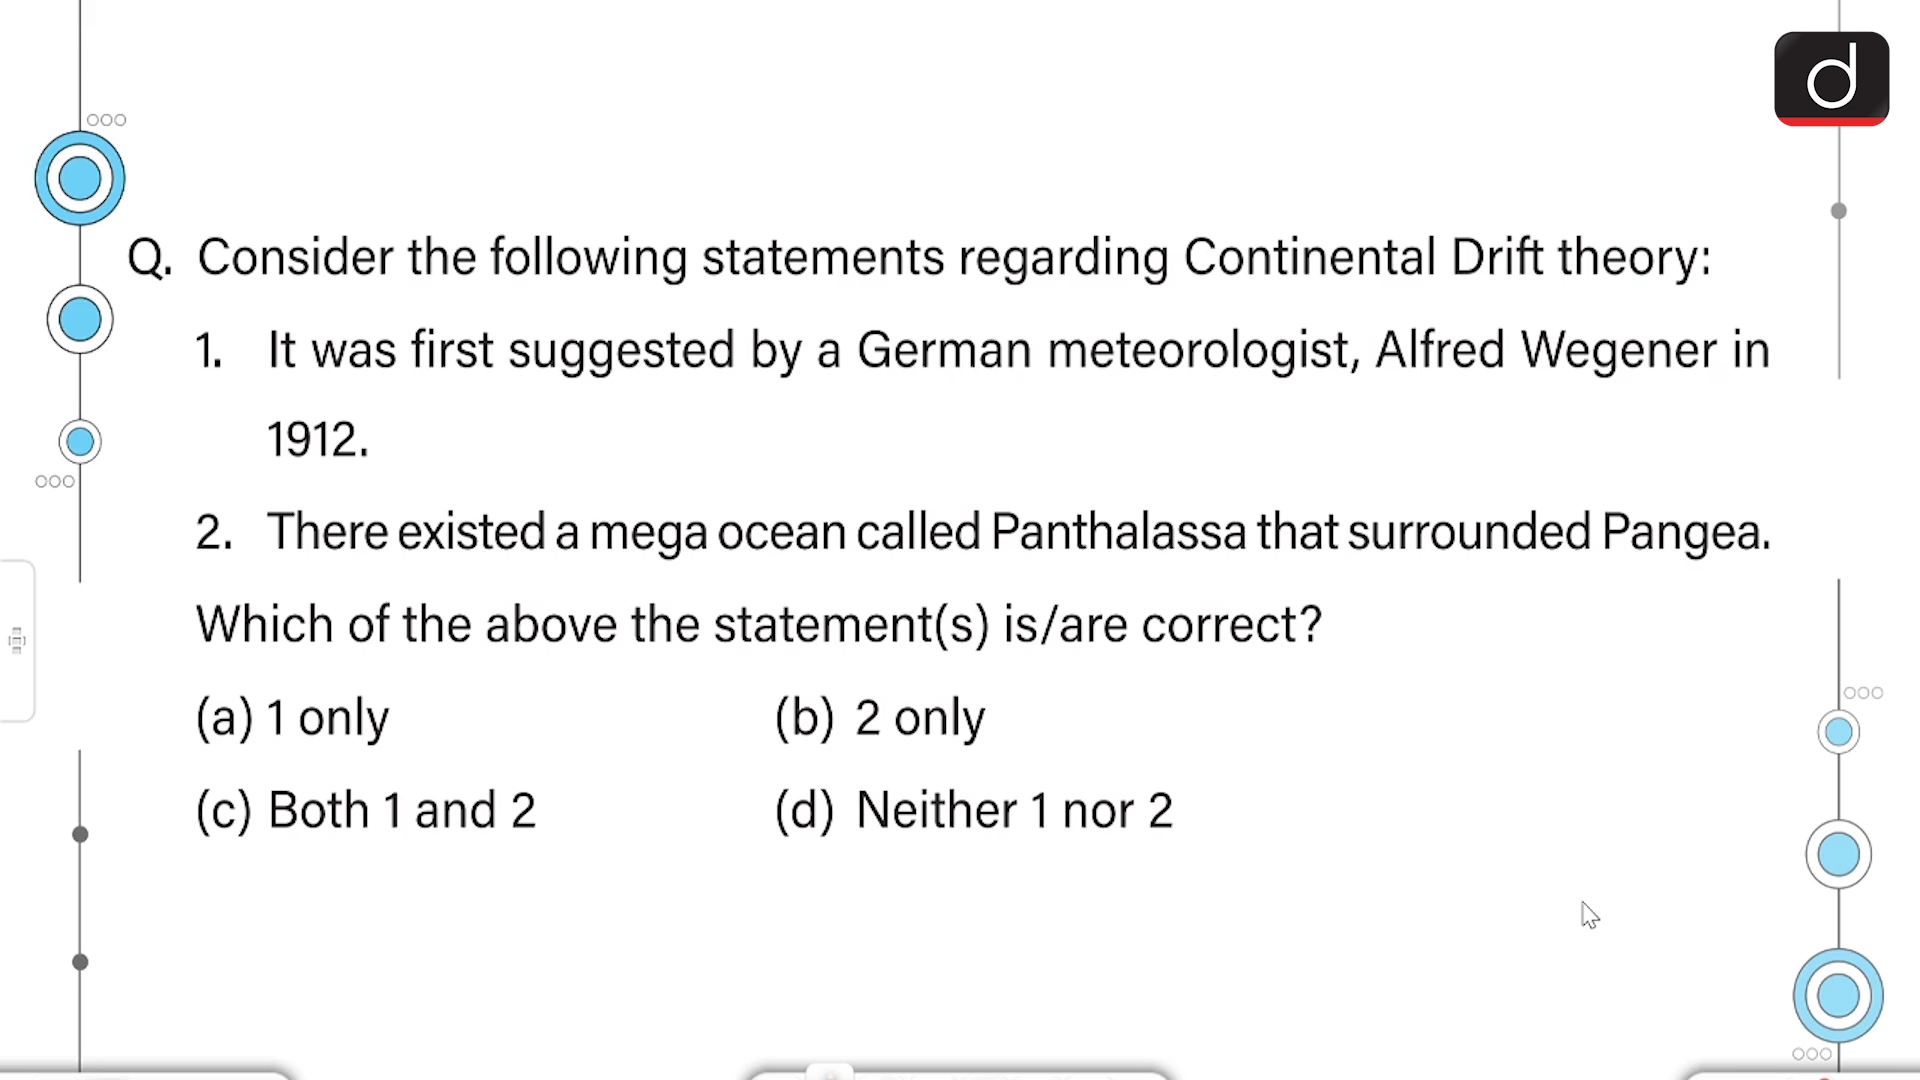 d
Q. Consider the following statements regarding Continental Drift theory:
1. It was first suggested by a German meteorologist, Alfred Wegener in
1912.
2. There existed a mega ocean called Panthalassa that surrounded Pangea.
Which of the above the statement(s) is/are correct?
(a) 1 only (b) 2 only
(c) Both 1 and 2 (d) Neither 1 nor 2